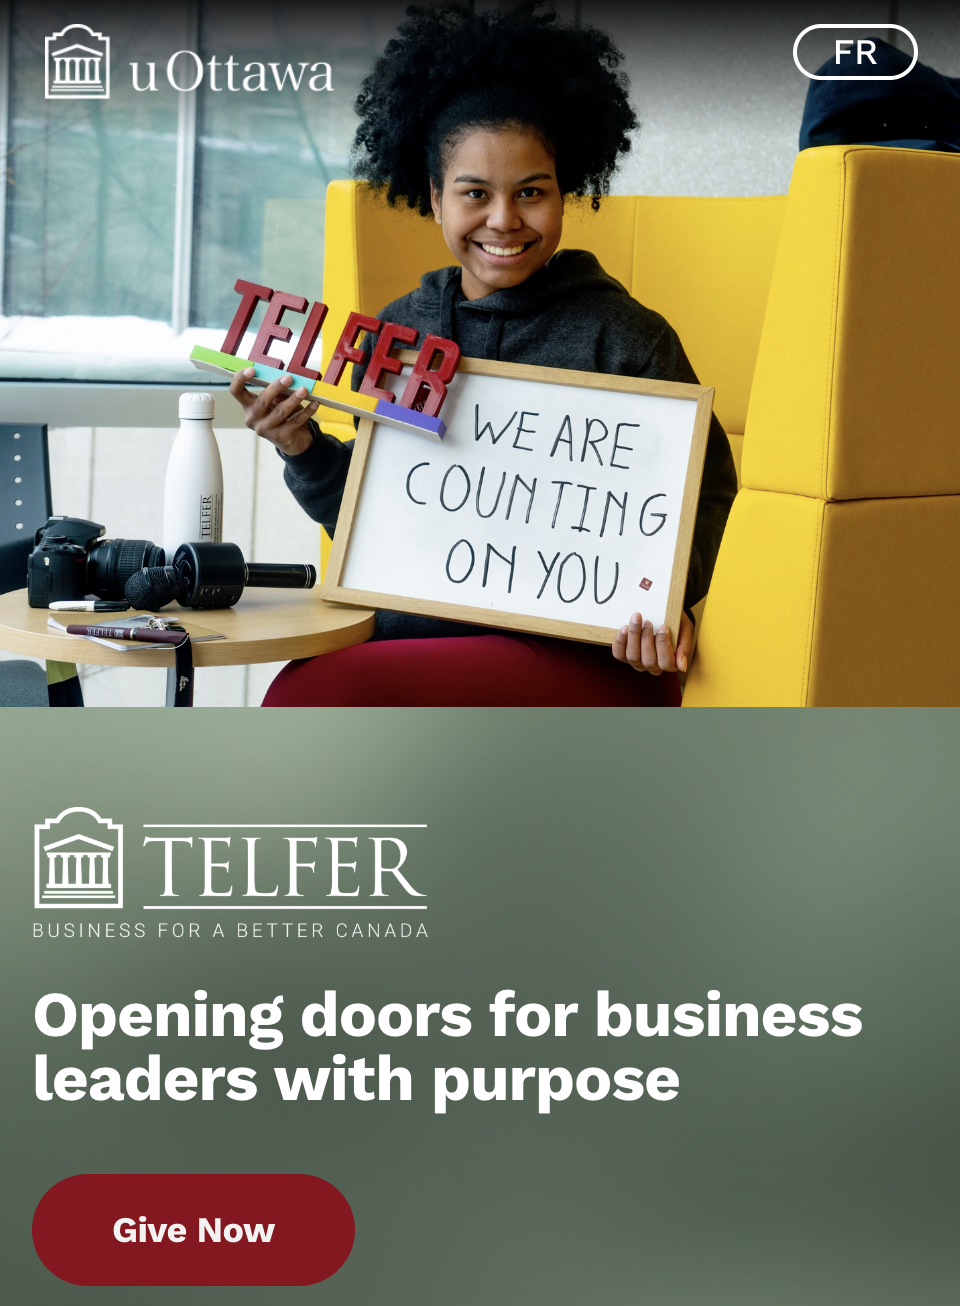 uOttawa
FR
TELFER
WE ARE
COUNTING
ON YOU
TELFER
TELFER
BUSINESS FOR A BETTER CANADA
Opening doors for business
leaders with purpose
Give Now